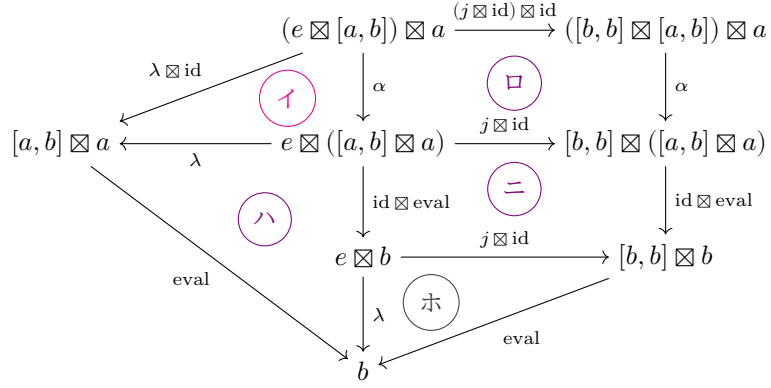 (e ⊠ [a, b]) ⊠ a (j ⊠ id) ⊠ id ([b, b] ⊠ [a, b]) ⊠ a
λ ⊠ id イ α ロ α
[a, b] ⊠ a λ e ⊠ ([a, b] ⊠ a) j ⊠ id [b, b] ⊠ ([a, b] ⊠ a)
ハ id ⊠ eval ニ id ⊠ eval
e ⊠ b j ⊠ id [b, b] ⊠ b
eval λ ホ eval
b